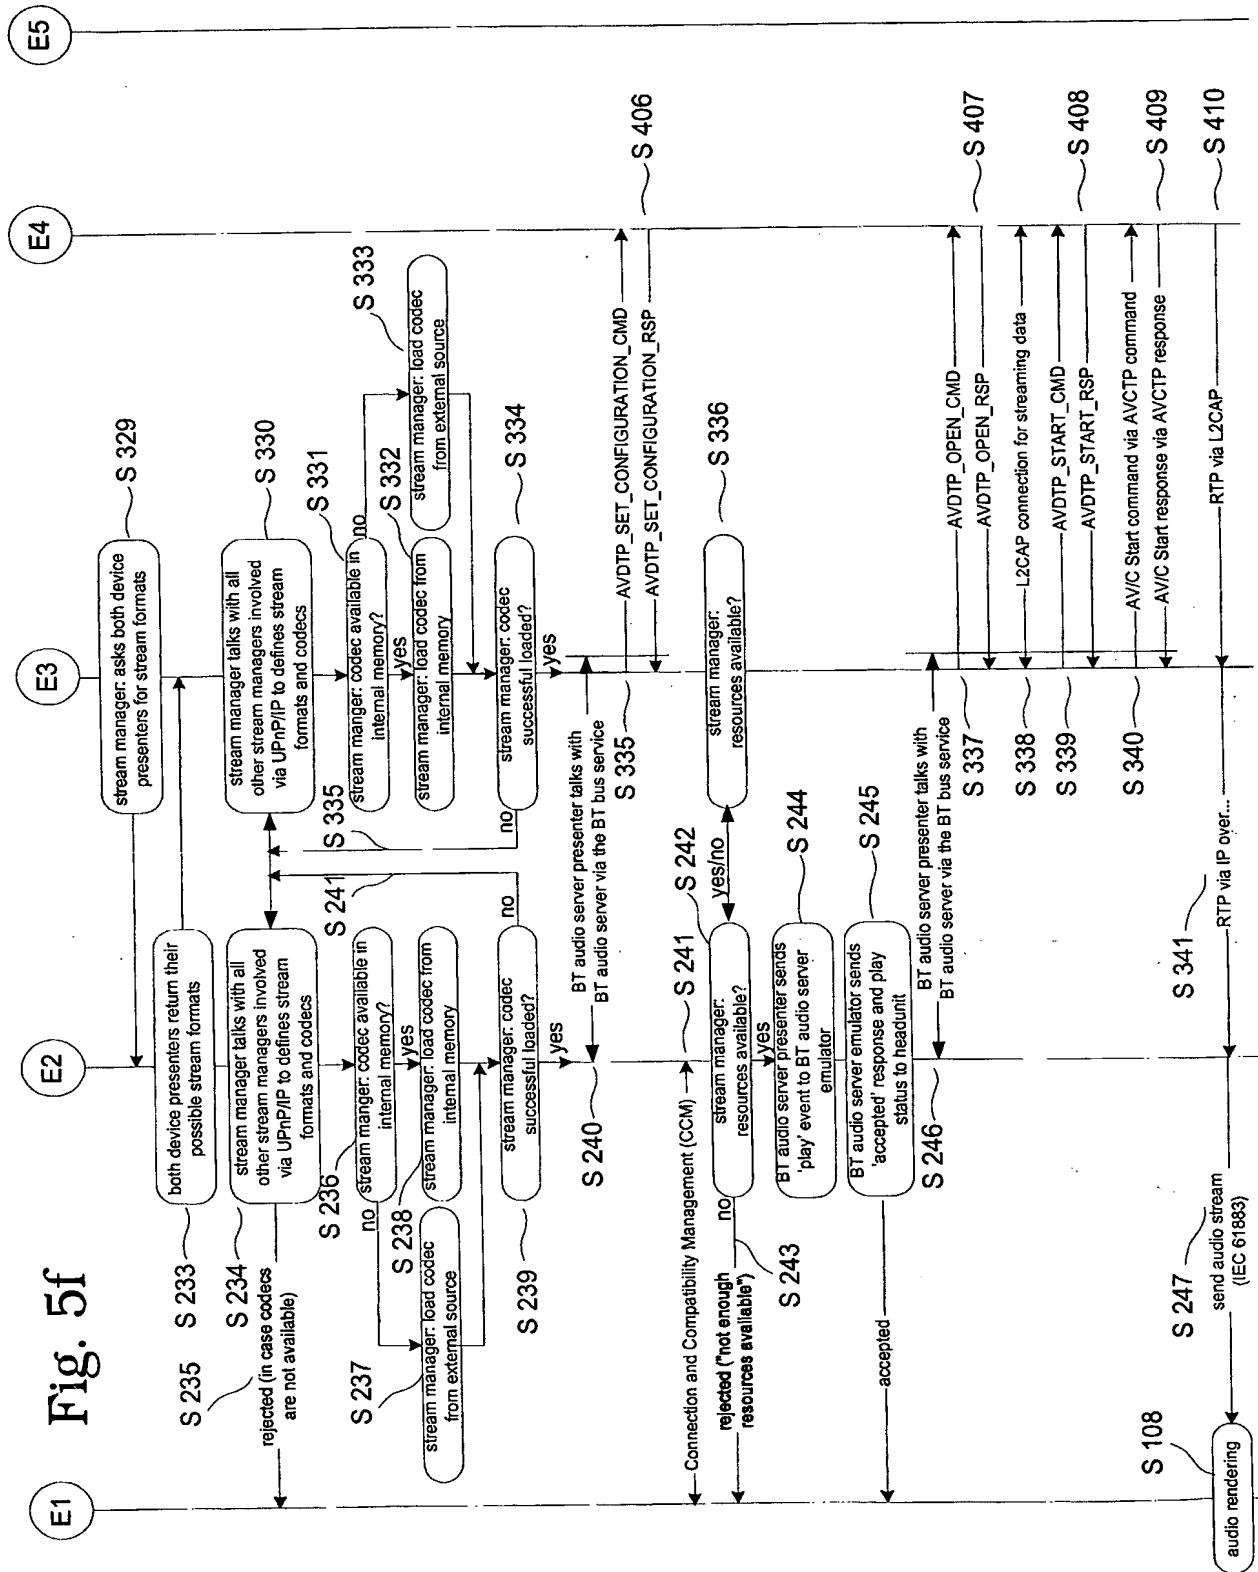 Fig. 5f
E1
E2
E3
E4
E5
stream manager: asks both device
presenters for stream formats
S 329
both device presenters return their
possible stream formats
S 233
stream manager talks with all
other stream managers involved
via UPnP/IP to defines stream
formats and codecs
S 234
stream manager talks with all
other stream managers involved
via UPnP/IP to defines stream
formats and codecs
S 330
S 235
rejected (in case codecs
are not available)
S 236
stream manger: codec available in
internal memory?
no
yes
stream manger: codec available in
internal memory?
S 331
no
yes
S 237
stream manager: load codec
from external source
S 238
stream manager: load codec from
internal memory
stream manager: load codec from
internal memory
S 332
stream manager: load codec
from external source
S 333
stream manager: codec
successful loaded?
S 239
no
S 241
yes
stream manager: codec
successful loaded?
S 334
no
S 335
yes
S 240
BT audio server presenter talks with
BT audio server via the BT bus service
S 335
AVDTP_SET_CONFIGURATION_CMD
AVDTP_SET_CONFIGURATION_RSP
S 406
Connection and Compatibility Management (CCM)
S 241
stream manager:
resources available?
S 242
yes/no
stream manager:
resources available?
S 336
no
rejected ("not enough
resources available")
S 243
yes
BT audio server presenter sends
'play' event to BT audio server
emulator
S 244
BT audio server emulator sends
'accepted' response and play
status to headunit
S 245
accepted
S 246
BT audio server presenter talks with
BT audio server via the BT bus service
S 337
AVDTP_OPEN_CMD
AVDTP_OPEN_RSP
S 407
S 338
L2CAP connection for streaming data
S 339
AVDTP_START_CMD
AVDTP_START_RSP
S 408
S 340
AV/C Start command via AVCTP command
AV/C Start response via AVCTP response
S 409
RTP via L2CAP
S 410
S 341
RTP via IP over...
S 247
send audio stream
(IEC 61883)
S 108
audio rendering